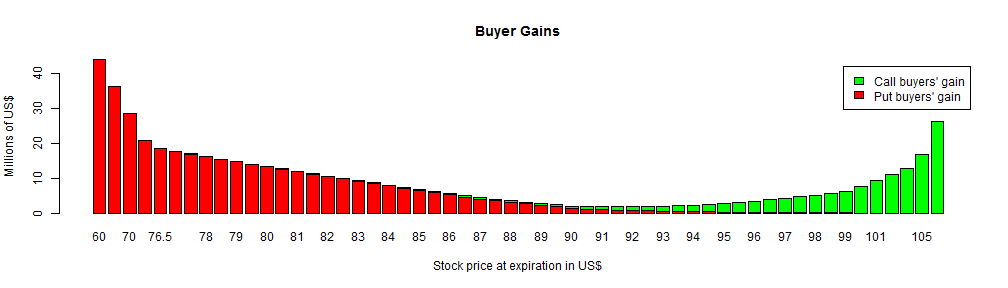 Buyer Gains
Millions of US$
40
30
20
10
0
Call buyers' gain
Put buyers' gain
60 70 76.5 78 79 80 81 82 83 84 85 86 87 88 89 90 91 92 93 94 95 96 97 98 99 101 105
Stock price at expiration in US$